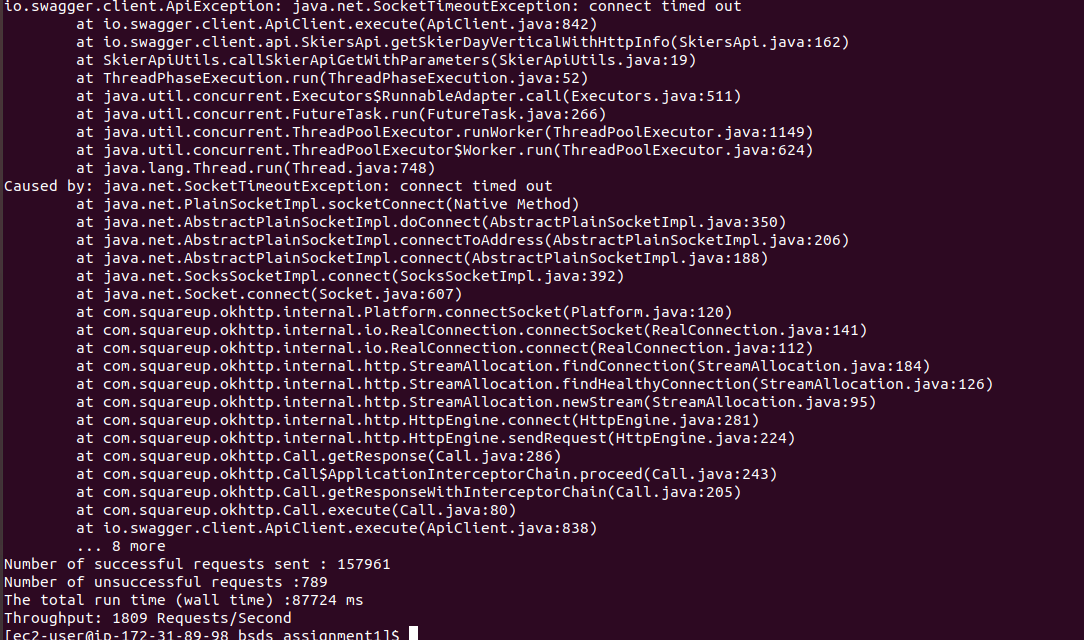 io.swagger.client.ApiException: java.net.SocketTimeoutException: connect timed out
at io.swagger.client.ApiClient.execute(ApiClient.java:842)
at io.swagger.client.api.SkiersApi.getSkierDayVerticalWithHttpInfo(SkiersApi.java:162)
at SkierApiUtils.callSkierApiGetWithParameters(SkierApiUtils.java:19)
at ThreadPhaseExecution.run(ThreadPhaseExecution.java:52)
at java.util.concurrent.Executors$RunnableAdapter.call(Executors.java:511)
at java.util.concurrent.FutureTask.run(FutureTask.java:266)
at java.util.concurrent.ThreadPoolExecutor.runWorker(ThreadPoolExecutor.java:1149)
at java.util.concurrent.ThreadPoolExecutor$Worker.run(ThreadPoolExecutor.java:624)
at java.lang.Thread.run(Thread.java:748)
Caused by: java.net.SocketTimeoutException: connect timed out
at java.net.PlainSocketImpl.socketConnect(Native Method)
at java.net.AbstractPlainSocketImpl.doConnect(AbstractPlainSocketImpl.java:350)
at java.net.AbstractPlainSocketImpl.connectToAddress(AbstractPlainSocketImpl.java:206)
at java.net.AbstractPlainSocketImpl.connect(AbstractPlainSocketImpl.java:188)
at java.net.SocksSocketImpl.connect(SocksSocketImpl.java:392)
at java.net.Socket.connect(Socket.java:607)
at com.squareup.okhttp.internal.Platform.connectSocket(Platform.java:120)
at com.squareup.okhttp.internal.io.RealConnection.connectSocket(RealConnection.java:141)
at com.squareup.okhttp.internal.io.RealConnection.connect(RealConnection.java:112)
at com.squareup.okhttp.internal.http.StreamAllocation.findConnection(StreamAllocation.java:184)
at com.squareup.okhttp.internal.http.StreamAllocation.findHealthyConnection(StreamAllocation.java:126)
at com.squareup.okhttp.internal.http.StreamAllocation.newStream(StreamAllocation.java:95)
at com.squareup.okhttp.internal.http.HttpEngine.connect(HttpEngine.java:281)
at com.squareup.okhttp.internal.http.HttpEngine.sendRequest(HttpEngine.java:224)
at com.squareup.okhttp.Call.getResponse(Call.java:286)
at com.squareup.okhttp.Call$ApplicationInterceptorChain.proceed(Call.java:243)
at com.squareup.okhttp.Call.getResponseWithInterceptorChain(Call.java:205)
at com.squareup.okhttp.Call.execute(Call.java:80)
at io.swagger.client.ApiClient.execute(ApiClient.java:838)
... 8 more
Number of successful requests sent : 157961
Number of unsuccessful requests :789
The total run time (wall time) :87724 ms
Throughput: 1809 Requests/Second
[ec2-user@ip-172-31-89-98 bsds_assignment1]$